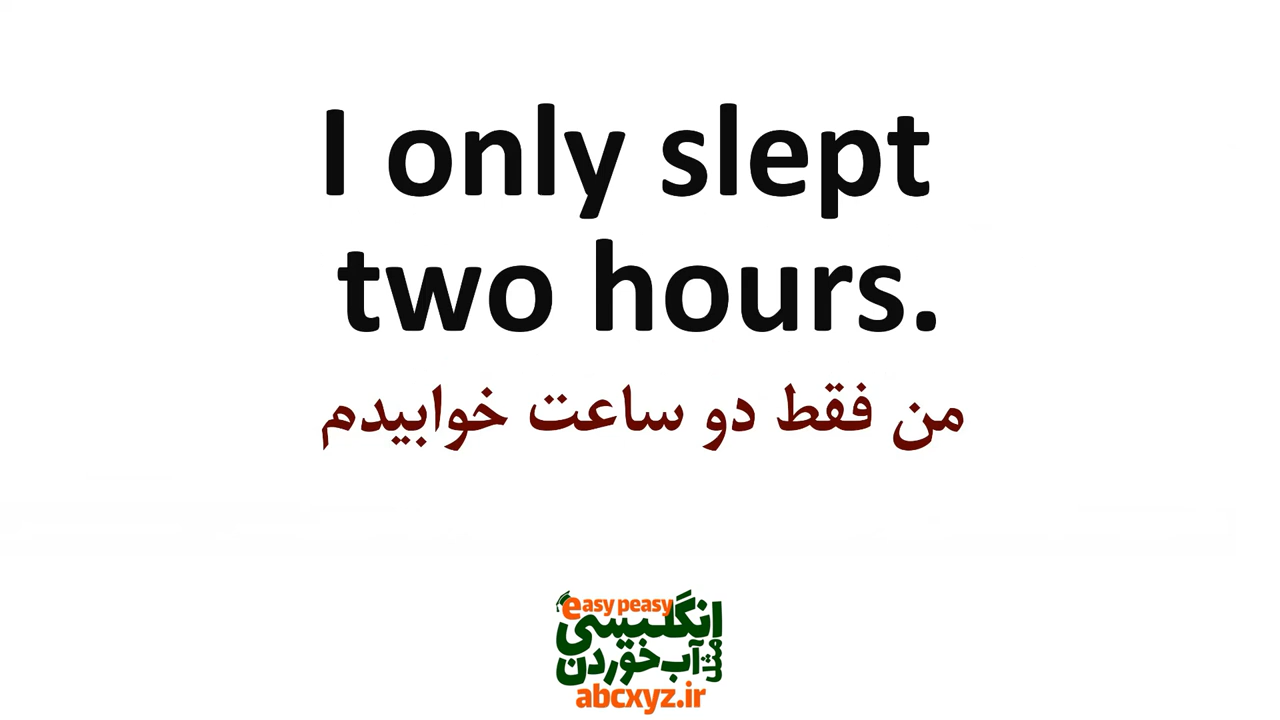 I only slept
two hours.
من فقط دو ساعت خوابیدم
easy peasy
انگلیسی
مثل آب خوردن
abcxyz.ir